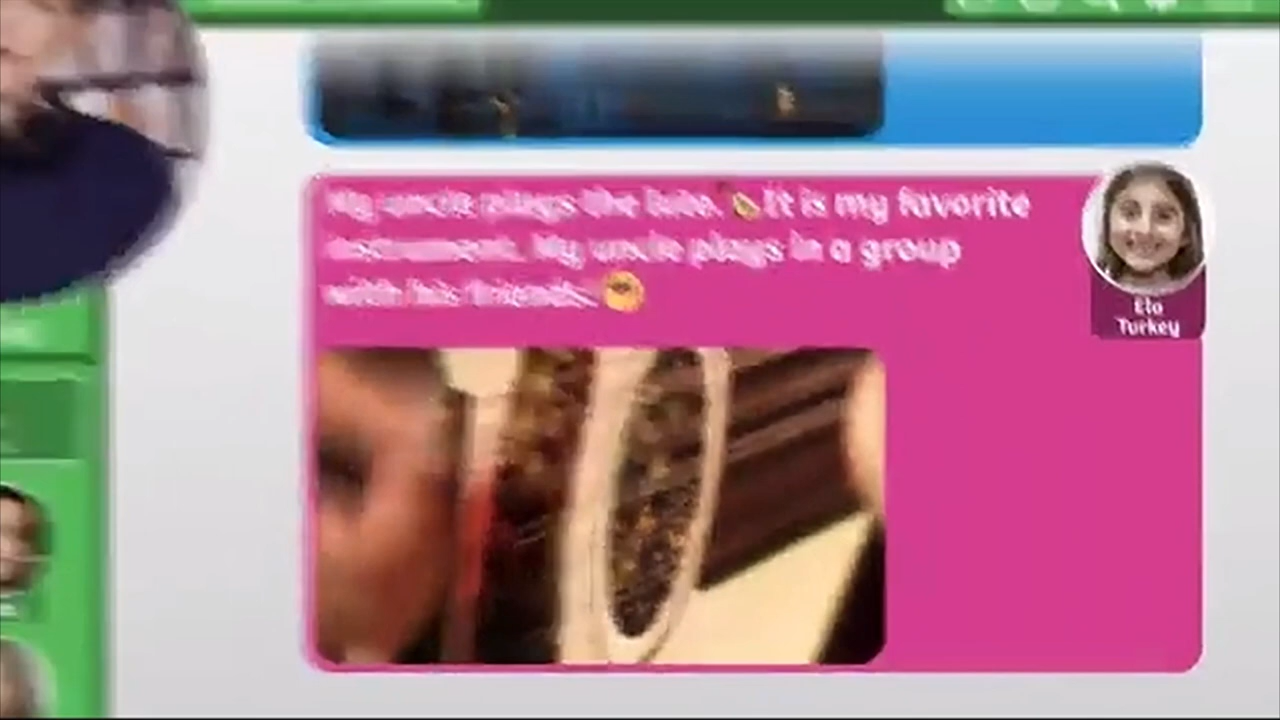 My uncle plays the lute. It is my favorite
instrument. My uncle plays in a group
with his friends.
Ela
Turkey